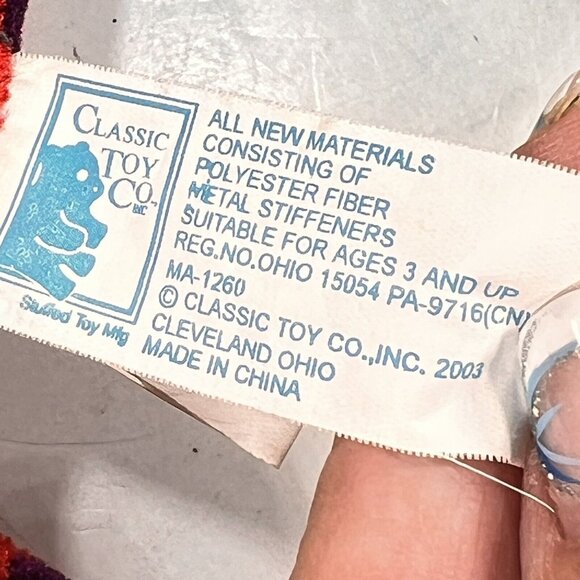 CLASSIC
TOY
CO.,
INC
Stuffed Toy Mfg
ALL NEW MATERIALS
CONSISTING OF
POLYESTER FIBER
METAL STIFFENERS
SUITABLE FOR AGES 3 AND UP
REG.NO.OHIO 15054 PA-9716(CN)
MA-1260
© CLASSIC TOY CO.,INC. 2003
CLEVELAND OHIO
MADE IN CHINA